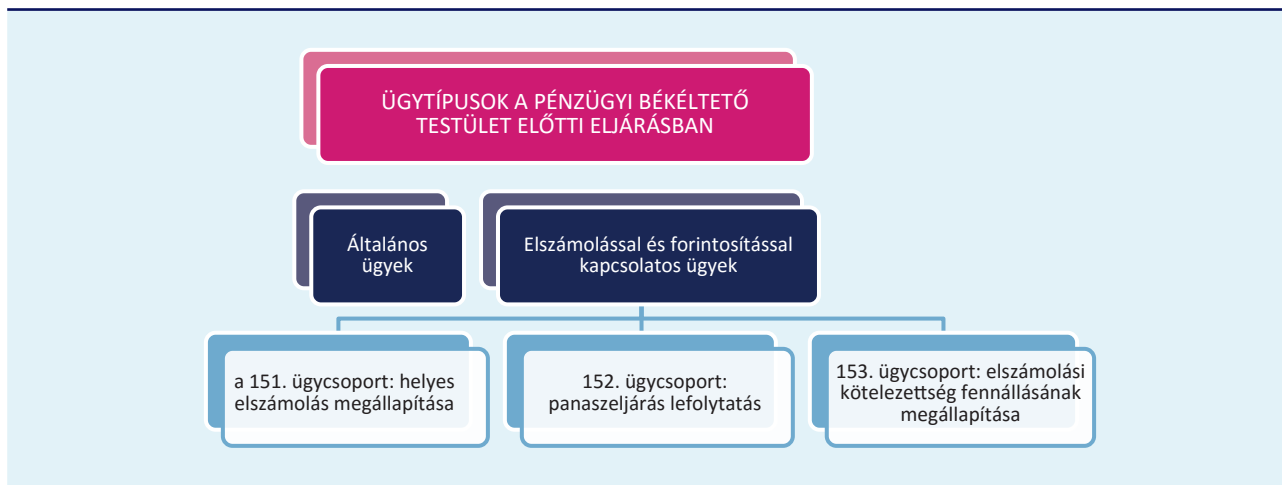 ÜGYTÍPUSOK A PÉNZÜGYI BÉKÉLTETŐ
TESTÜLET ELŐTTI ELJÁRÁSBAN
Általános
ügyek
Elszámolással és forintosítással
kapcsolatos ügyek
a 151. ügycsoport: helyes
elszámolás megállapítása
152. ügycsoport:
panaszeljárás lefolytatás
153. ügycsoport: elszámolási
kötelezettség fennállásának
megállapítása